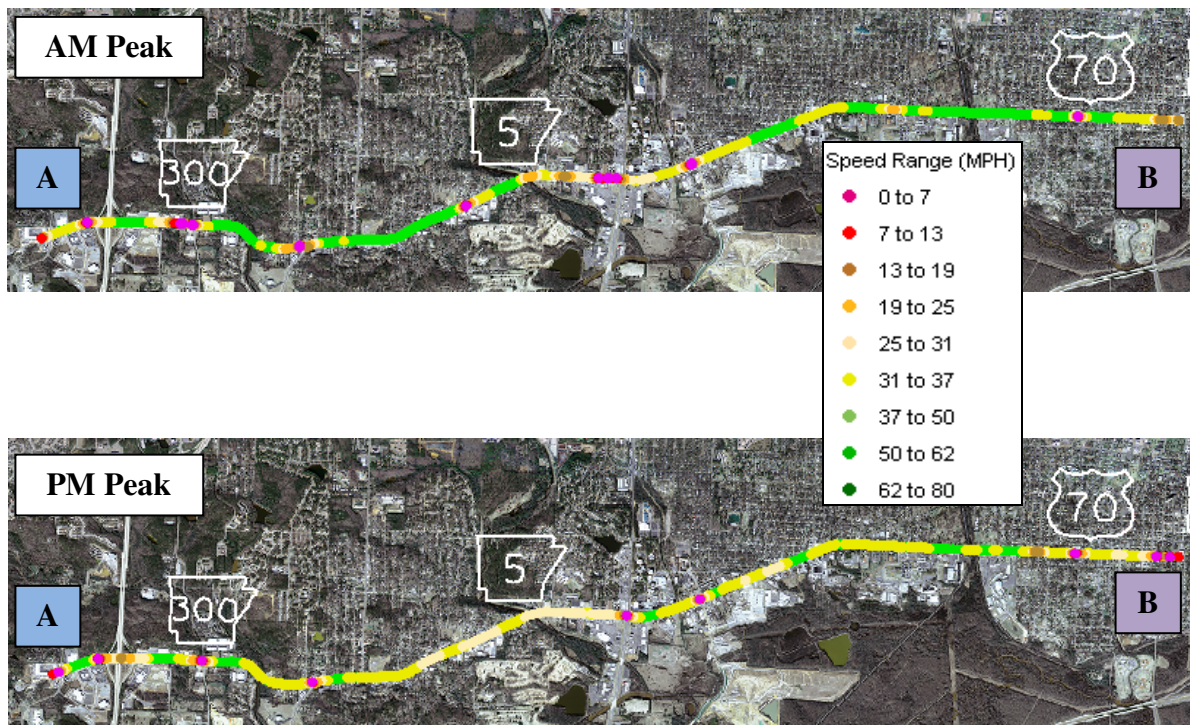 AM Peak
70
5
300
A
B
Speed Range (MPH)
0 to 7
7 to 13
13 to 19
19 to 25
25 to 31
31 to 37
37 to 50
50 to 62
62 to 80
PM Peak
70
5
300
A
B